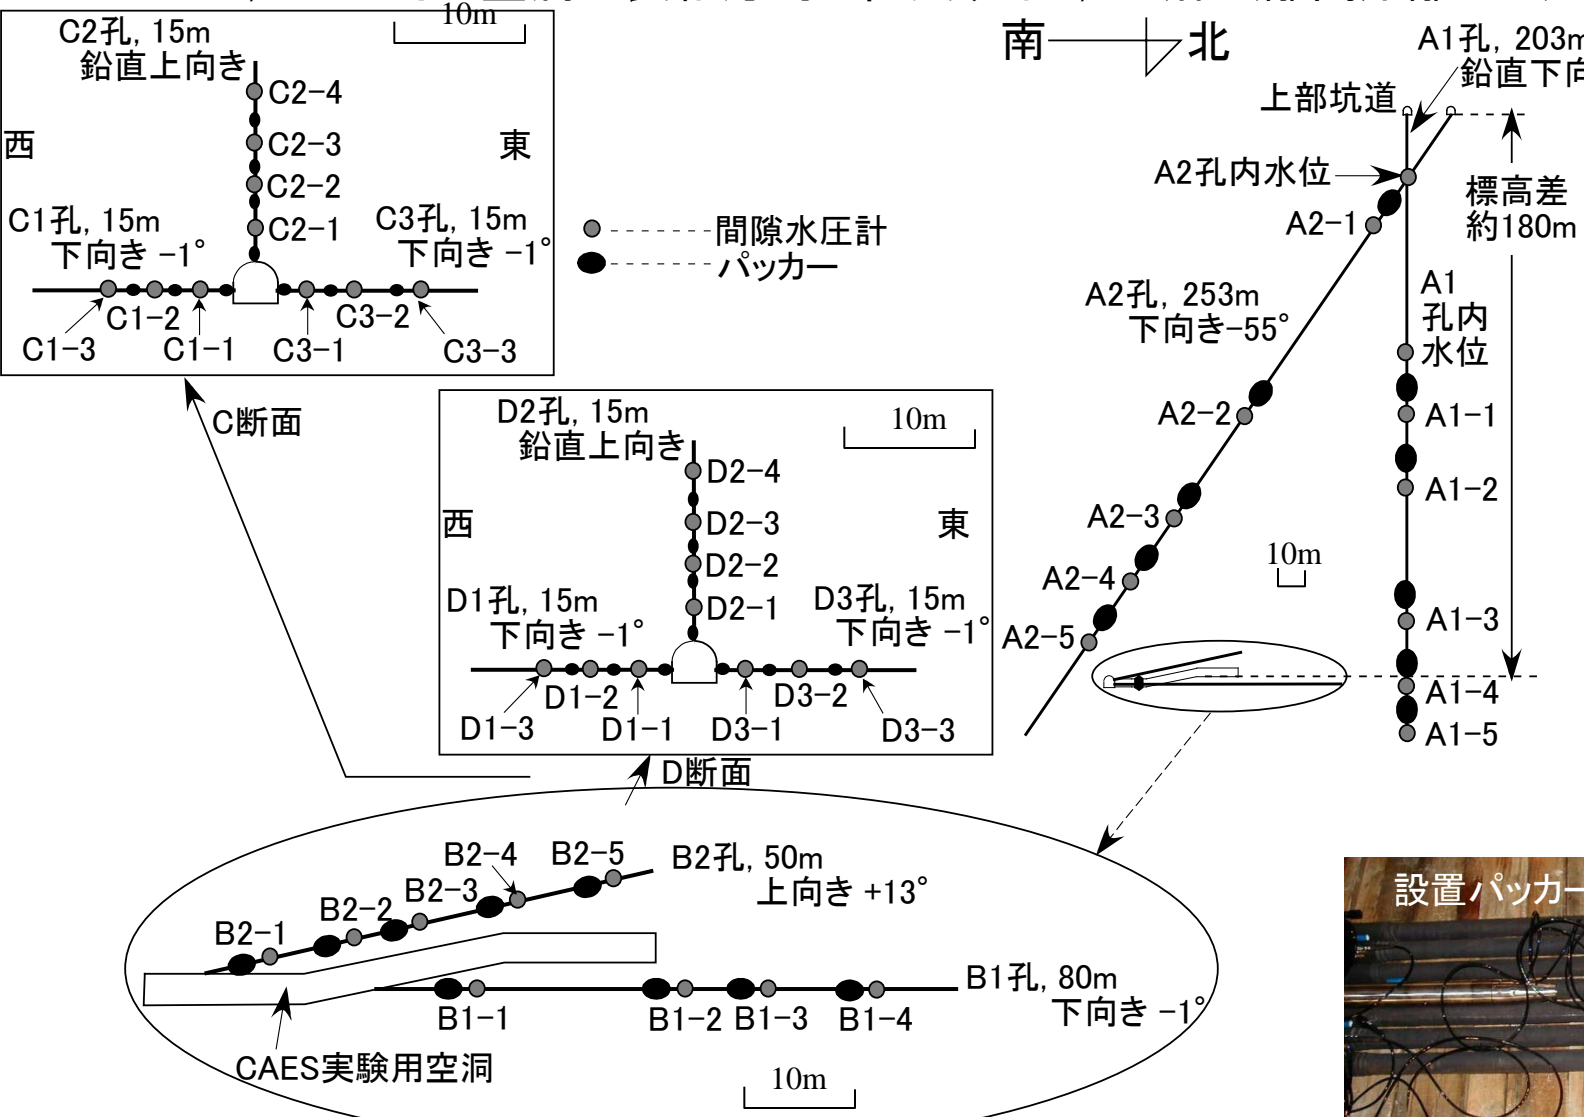 10m
C2孔, 15m
鉛直上向き
C2-4
C2-3
C2-2
C2-1
西
東
C1孔, 15m
下向き -1°
C3孔, 15m
下向き -1°
C1-2
C3-2
C1-3
C1-1
C3-1
C3-3
C断面
間隙水圧計
パッカー
南
北
A1孔, 203m
鉛直下向
上部坑道
A2孔内水位
標高差
約180m
A2-1
A2孔, 253m
下向き-55°
A1
孔内
水位
A2-2
A1-1
A1-2
A2-3
A2-4
A2-5
10m
A1-3
A1-4
A1-5
D2孔, 15m
鉛直上向き
10m
D2-4
D2-3
D2-2
D2-1
西
東
D1孔, 15m
下向き -1°
D3孔, 15m
下向き -1°
D1-2
D3-2
D1-3
D1-1
D3-1
D3-3
D断面
B2-4
B2-5
B2孔, 50m
上向き +13°
B2-3
B2-2
B2-1
B1孔, 80m
下向き -1°
B1-1
B1-2
B1-3
B1-4
CAES実験用空洞
10m
設置パッカー